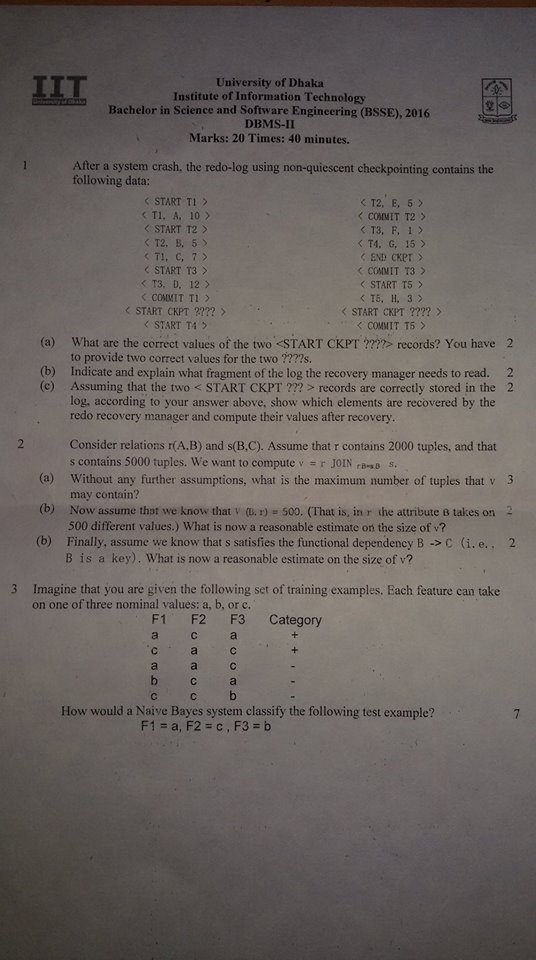 IIT
University of Dhaka
University of Dhaka
Institute of Information Technology
Bachelor in Science and Software Engineering (BSSE), 2016
DBMS-II
Marks: 20 Times: 40 minutes.
1 After a system crash, the redo-log using non-quiescent checkpointing contains the
following data:
< START T1 >
< T1, A, 10 >
< START T2 >
< T2, B, 5 >
< T1, C, 7 >
< START T3 >
< T3. D, 12 >
< COMMIT T1 >
< START CKPT ???? >
< START T4 >
< T2, E, 5 >
< COMMIT T2 >
< T3, F, 1 >
< T4, G, 15 >
< END CKPT >
< COMMIT T3 >
< START T5 >
< T5, H, 3 >
< START CKPT ???? >
< COMMIT T5 >
(a) What are the correct values of the two <START CKPT ????> records? You have 2
to provide two correct values for the two ????s.
(b) Indicate and explain what fragment of the log the recovery manager needs to read. 2
(c) Assuming that the two < START CKPT ??? > records are correctly stored in the 2
log, according to your answer above, show which elements are recovered by the
redo recovery manager and compute their values after recovery.
2 Consider relations r(A,B) and s(B,C). Assume that r contains 2000 tuples, and that
s contains 5000 tuples. We want to compute v = r JOIN r.B=s.B s.
(a) Without any further assumptions, what is the maximum number of tuples that v 3
may contain?
(b) Now assume that we know that V (B, r) = 500. (That is, in r the attribute B takes on 2
500 different values.) What is now a reasonable estimate on the size of v?
(b) Finally, assume we know that s satisfies the functional dependency B -> C (i.e., 2
B is a key). What is now a reasonable estimate on the size of v?
3 Imagine that you are given the following set of training examples. Each feature can take
on one of three nominal values: a, b, or c.
F1 F2 F3 Category
a c a +
c a c +
a a c -
b c a -
c c b -
How would a Naive Bayes system classify the following test example? 7
F1 = a, F2 = c , F3 = b